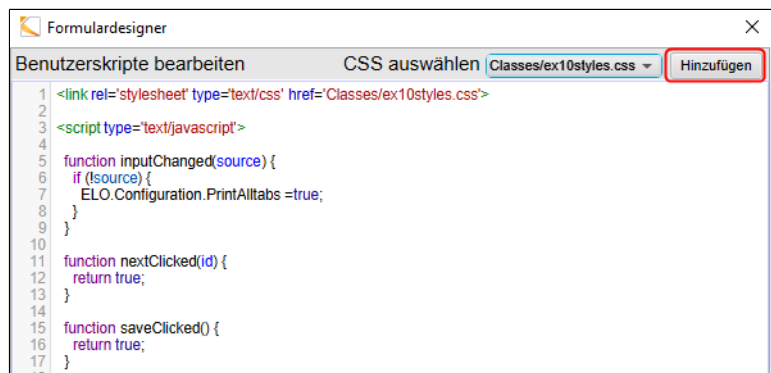 Formulardesigner
Benutzerskripte bearbeiten CSS auswählen Classes/ex10styles.css Hinzufügen
1 <link rel='stylesheet' type='text/css' href='Classes/ex10styles.css'>
2
3 <script type='text/javascript'>
4
5 function inputChanged(source) {
6 if (!source) {
7 ELO.Configuration.PrintAlltabs =true;
8 }
9 }
10
11 function nextClicked(id) {
12 return true;
13 }
14
15 function saveClicked() {
16 return true;
17 }